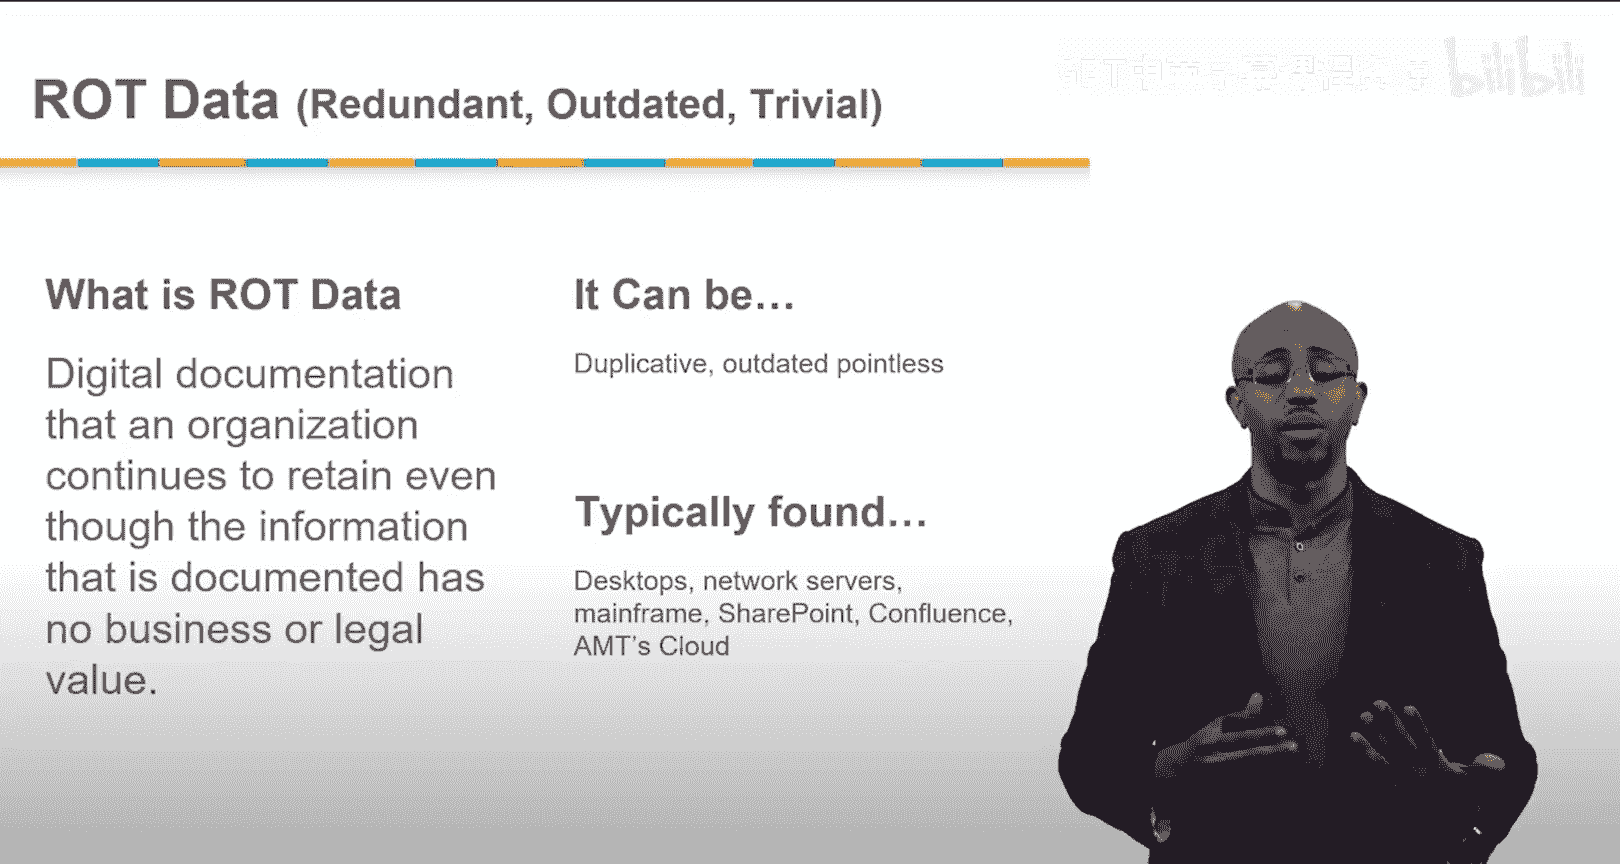 bilibili
ROT Data (Redundant, Outdated, Trivial)
What is ROT Data
Digital documentation
that an organization
continues to retain even
though the information
that is documented has
no business or legal
value.
It Can be…
Duplicative, outdated pointless
Typically found…
Desktops, network servers,
mainframe, SharePoint, Confluence,
AMT’s Cloud